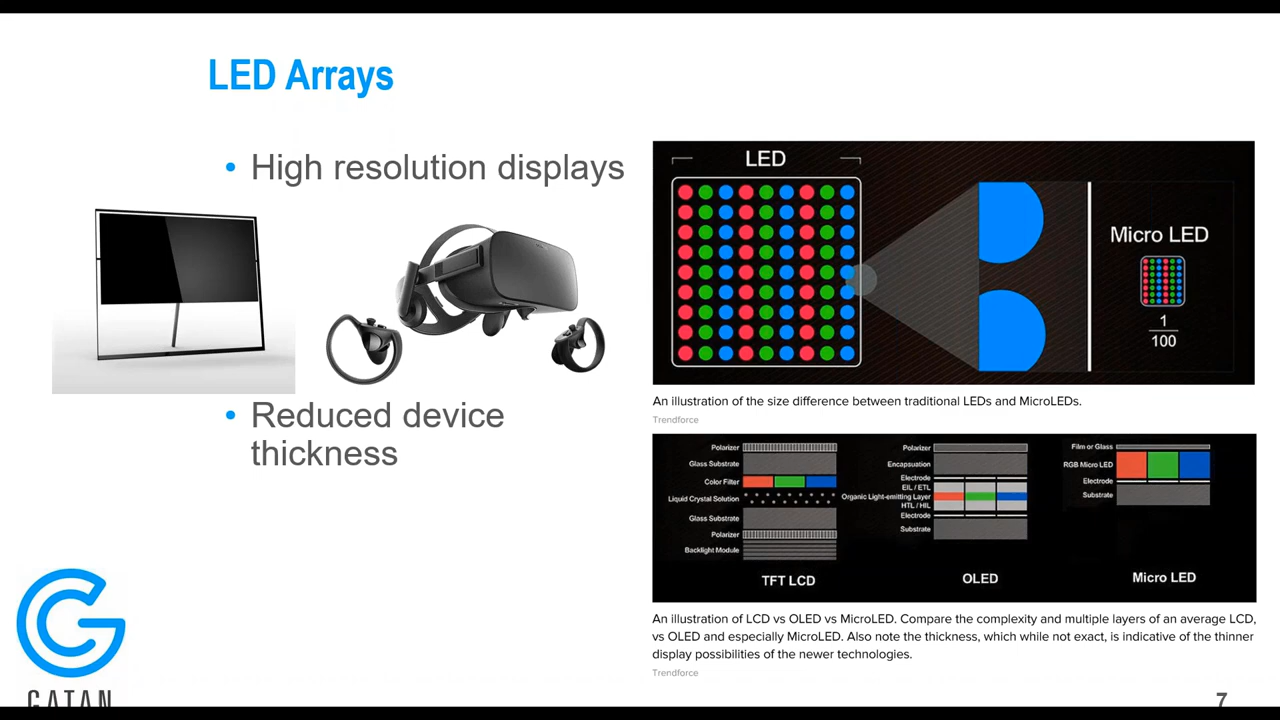 LED Arrays
• High resolution displays
• Reduced device
thickness
LED
Micro LED
1
100
An illustration of the size difference between traditional LEDs and MicroLEDs.
Trendforce
Polarizer
Glass Substrate
Color Filter
Liquid Crystal Solution
Glass Substrate
Polarizer
Backlight Module
TFT LCD
Polarizer
Encapsuation
Electrode
EIL / ETL
Organic Light-emitting Layer
HTL / HIL
Electrode
Substrate
OLED
Film or Glass
RGB Micro LED
Electrode
Substrate
Micro LED
An illustration of LCD vs OLED vs MicroLED. Compare the complexity and multiple layers of an average LCD,
vs OLED and especially MicroLED. Also note the thickness, which while not exact, is indicative of the thinner
display possibilities of the newer technologies.
Trendforce
GATAN
7